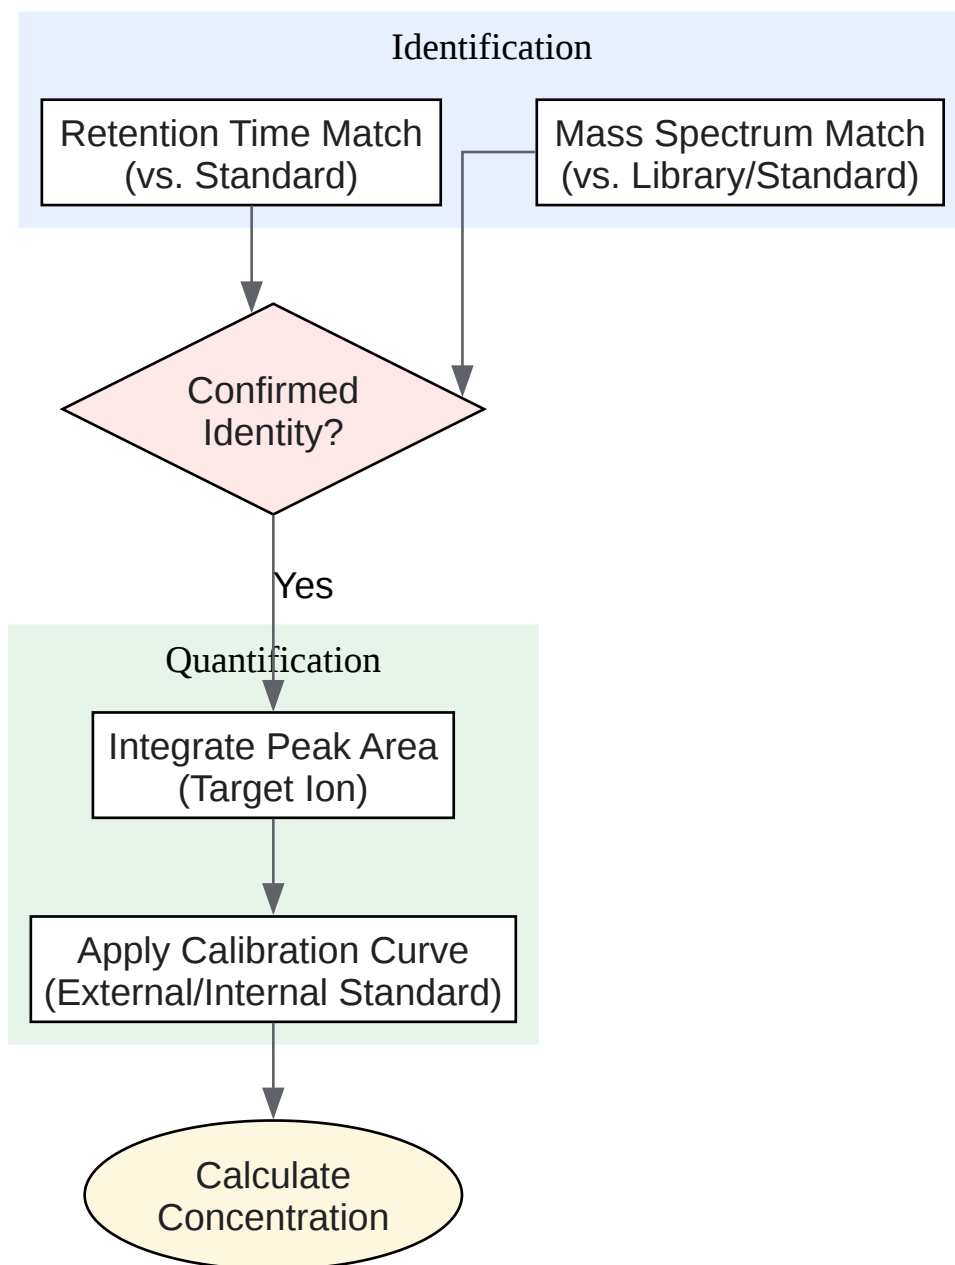 Identification
Retention Time Match
(vs. Standard)
Mass Spectrum Match
(vs. Library/Standard)
Confirmed
Identity?
Yes
Quantification
Integrate Peak Area
(Target Ion)
Apply Calibration Curve
(External/Internal Standard)
Calculate
Concentration